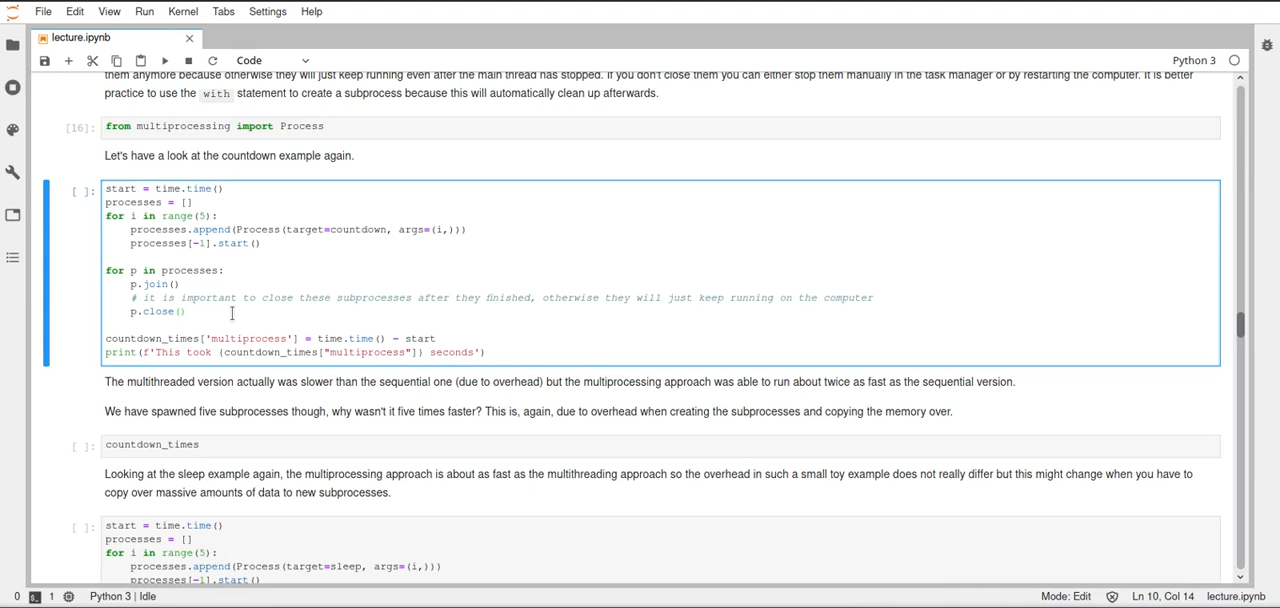 File Edit View Run Kernel Tabs Settings Help
lecture.ipynb
Code Python 3
them anymore because otherwise they will just keep running even after the main thread has stopped. If you don't close them you can either stop them manually in the task manager or by restarting the computer. It is better
practice to use the with statement to create a subprocess because this will automatically clean up afterwards.
[16]: from multiprocessing import Process
Let's have a look at the countdown example again.
[ ]: start = time.time()
processes = []
for i in range(5):
processes.append(Process(target=countdown, args=(i,)))
processes[-1].start()
for p in processes:
p.join()
# it is important to close these subprocesses after they finished, otherwise they will just keep running on the computer
p.close()
countdown_times['multiprocess'] = time.time() - start
print(f'This took {countdown_times["multiprocess"]} seconds')
The multithreaded version actually was slower than the sequential one (due to overhead) but the multiprocessing approach was able to run about twice as fast as the sequential version.
We have spawned five subprocesses though, why wasn't it five times faster? This is, again, due to overhead when creating the subprocesses and copying the memory over.
[ ]: countdown_times
Looking at the sleep example again, the multiprocessing approach is about as fast as the multithreading approach so the overhead in such a small toy example does not really differ but this might change when you have to
copy over massive amounts of data to new subprocesses.
[ ]: start = time.time()
processes = []
for i in range(5):
processes.append(Process(target=sleep, args=(i,)))
processes[-1].start()
0 1 Python 3 | Idle Mode: Edit Ln 10, Col 14 lecture.ipynb